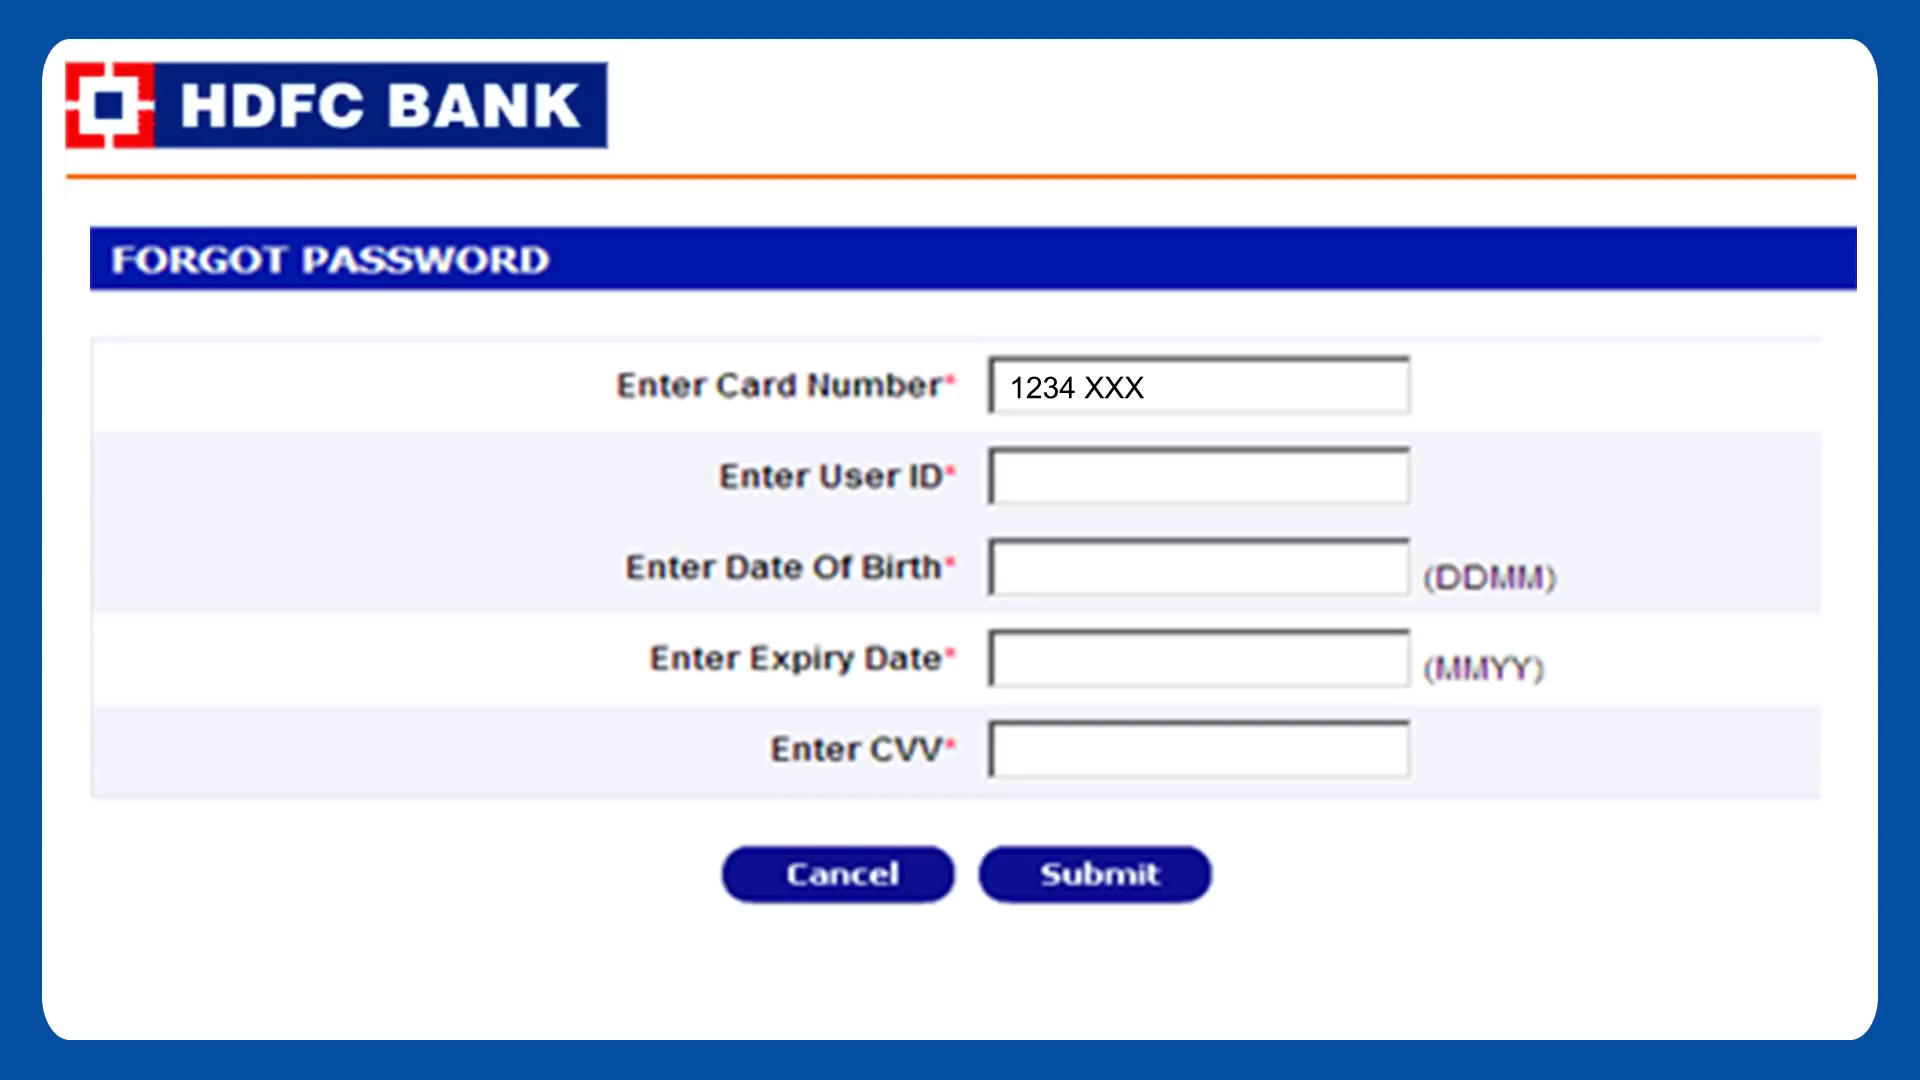 HDFC BANK
FORGOT PASSWORD
Enter Card Number* 1234 XXX
Enter User ID*
Enter Date Of Birth* (DDMM)
Enter Expiry Date* (MMYY)
Enter CVV*
Cancel Submit